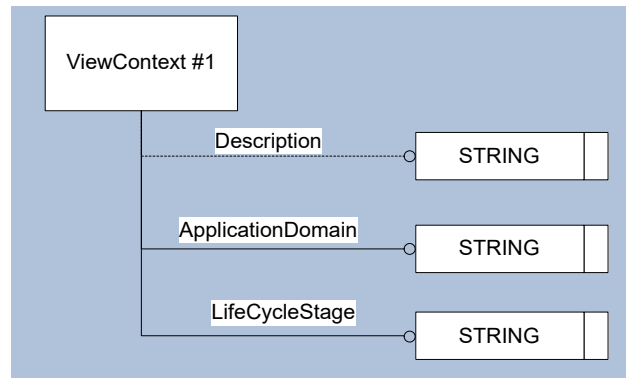 ViewContext #1
Description
STRING
ApplicationDomain
STRING
LifeCycleStage
STRING